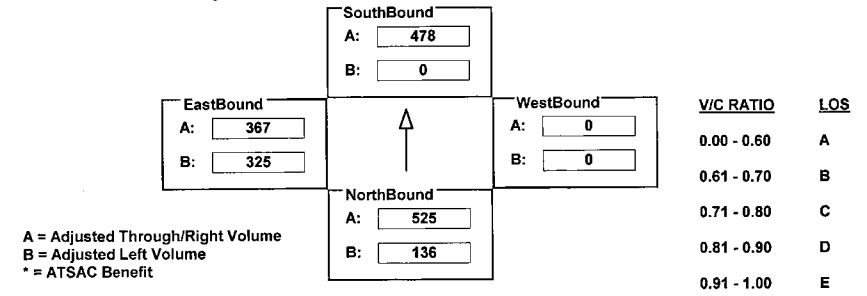 SouthBound
A: 478
B: 0
EastBound
A: 367
B: 325
WestBound
A: 0
B: 0
NorthBound
A: 525
B: 136
A = Adjusted Through/Right Volume
B = Adjusted Left Volume
* = ATSAC Benefit
V/C RATIO LOS
0.00 - 0.60 A
0.61 - 0.70 B
0.71 - 0.80 C
0.81 - 0.90 D
0.91 - 1.00 E